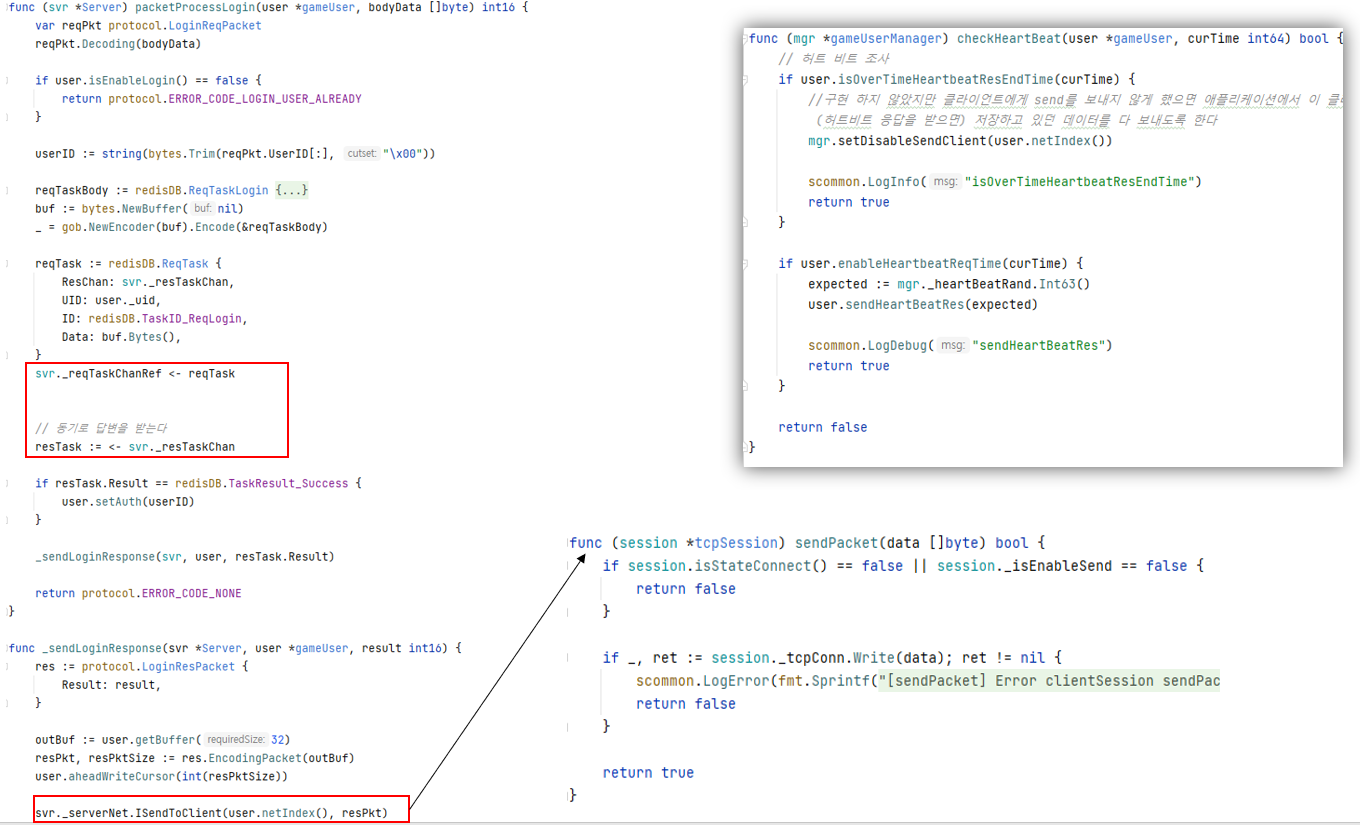 func (svr *Server) packetProcessLogin(user *gameUser, bodyData []byte) int16 {
var reqPkt protocol.LoginReqPacket
reqPkt.Decoding(bodyData)
if user.isEnableLogin() == false {
return protocol.ERROR_CODE_LOGIN_USER_ALREADY
}
userID := string(bytes.Trim(reqPkt.UserID[:], cutset: "\x00"))
reqTaskBody := redisDB.ReqTaskLogin {...}
buf := bytes.NewBuffer( buf: nil)
_ = gob.NewEncoder(buf).Encode(&reqTaskBody)
reqTask := redisDB.ReqTask {
ResChan: svr._resTaskChan,
UID: user._uid,
ID: redisDB.TaskID_ReqLogin,
Data: buf.Bytes(),
}
svr._reqTaskChanRef <- reqTask
// 동기로 답변을 받는다
resTask := <- svr._resTaskChan
if resTask.Result == redisDB.TaskResult_Success {
user.setAuth(userID)
}
_sendLoginResponse(svr, user, resTask.Result)
return protocol.ERROR_CODE_NONE
}
func _sendLoginResponse(svr *Server, user *gameUser, result int16) {
res := protocol.LoginResPacket {
Result: result,
}
outBuf := user.getBuffer( requiredSize: 32)
resPkt, resPktSize := res.EncodingPacket(outBuf)
user.aheadWriteCursor(int(resPktSize))
svr._serverNet.ISendToClient(user.netIndex(), resPkt)
func (mgr *gameUserManager) checkHeartBeat(user *gameUser, curTime int64) bool {
// 허트 비트 조사
if user.isOverTimeHeartbeatResEndTime(curTime) {
//구현 하지 않았지만 클라이언트에게 send를 보내지 않게 했으면 애플리케이션에서 이
(허트비트 응답을 받으면) 저장하고 있던 데이터를 다 보내도록 한다
mgr.setDisableSendClient(user.netIndex())
scommon.LogInfo( msg: "isOverTimeHeartbeatResEndTime")
return true
}
if user.enableHeartbeatReqTime(curTime) {
expected := mgr._heartBeatRand.Int63()
user.sendHeartBeatRes(expected)
scommon.LogDebug( msg: "sendHeartBeatRes")
return true
}
return false
}
func (session *tcpSession) sendPacket(data []byte) bool {
if session.isStateConnect() == false || session._isEnableSend == false {
return false
}
if _, ret := session._tcpConn.Write(data); ret != nil {
scommon.LogError(fmt.Sprintf("[sendPacket] Error clientSession sendPac
return false
}
return true
}